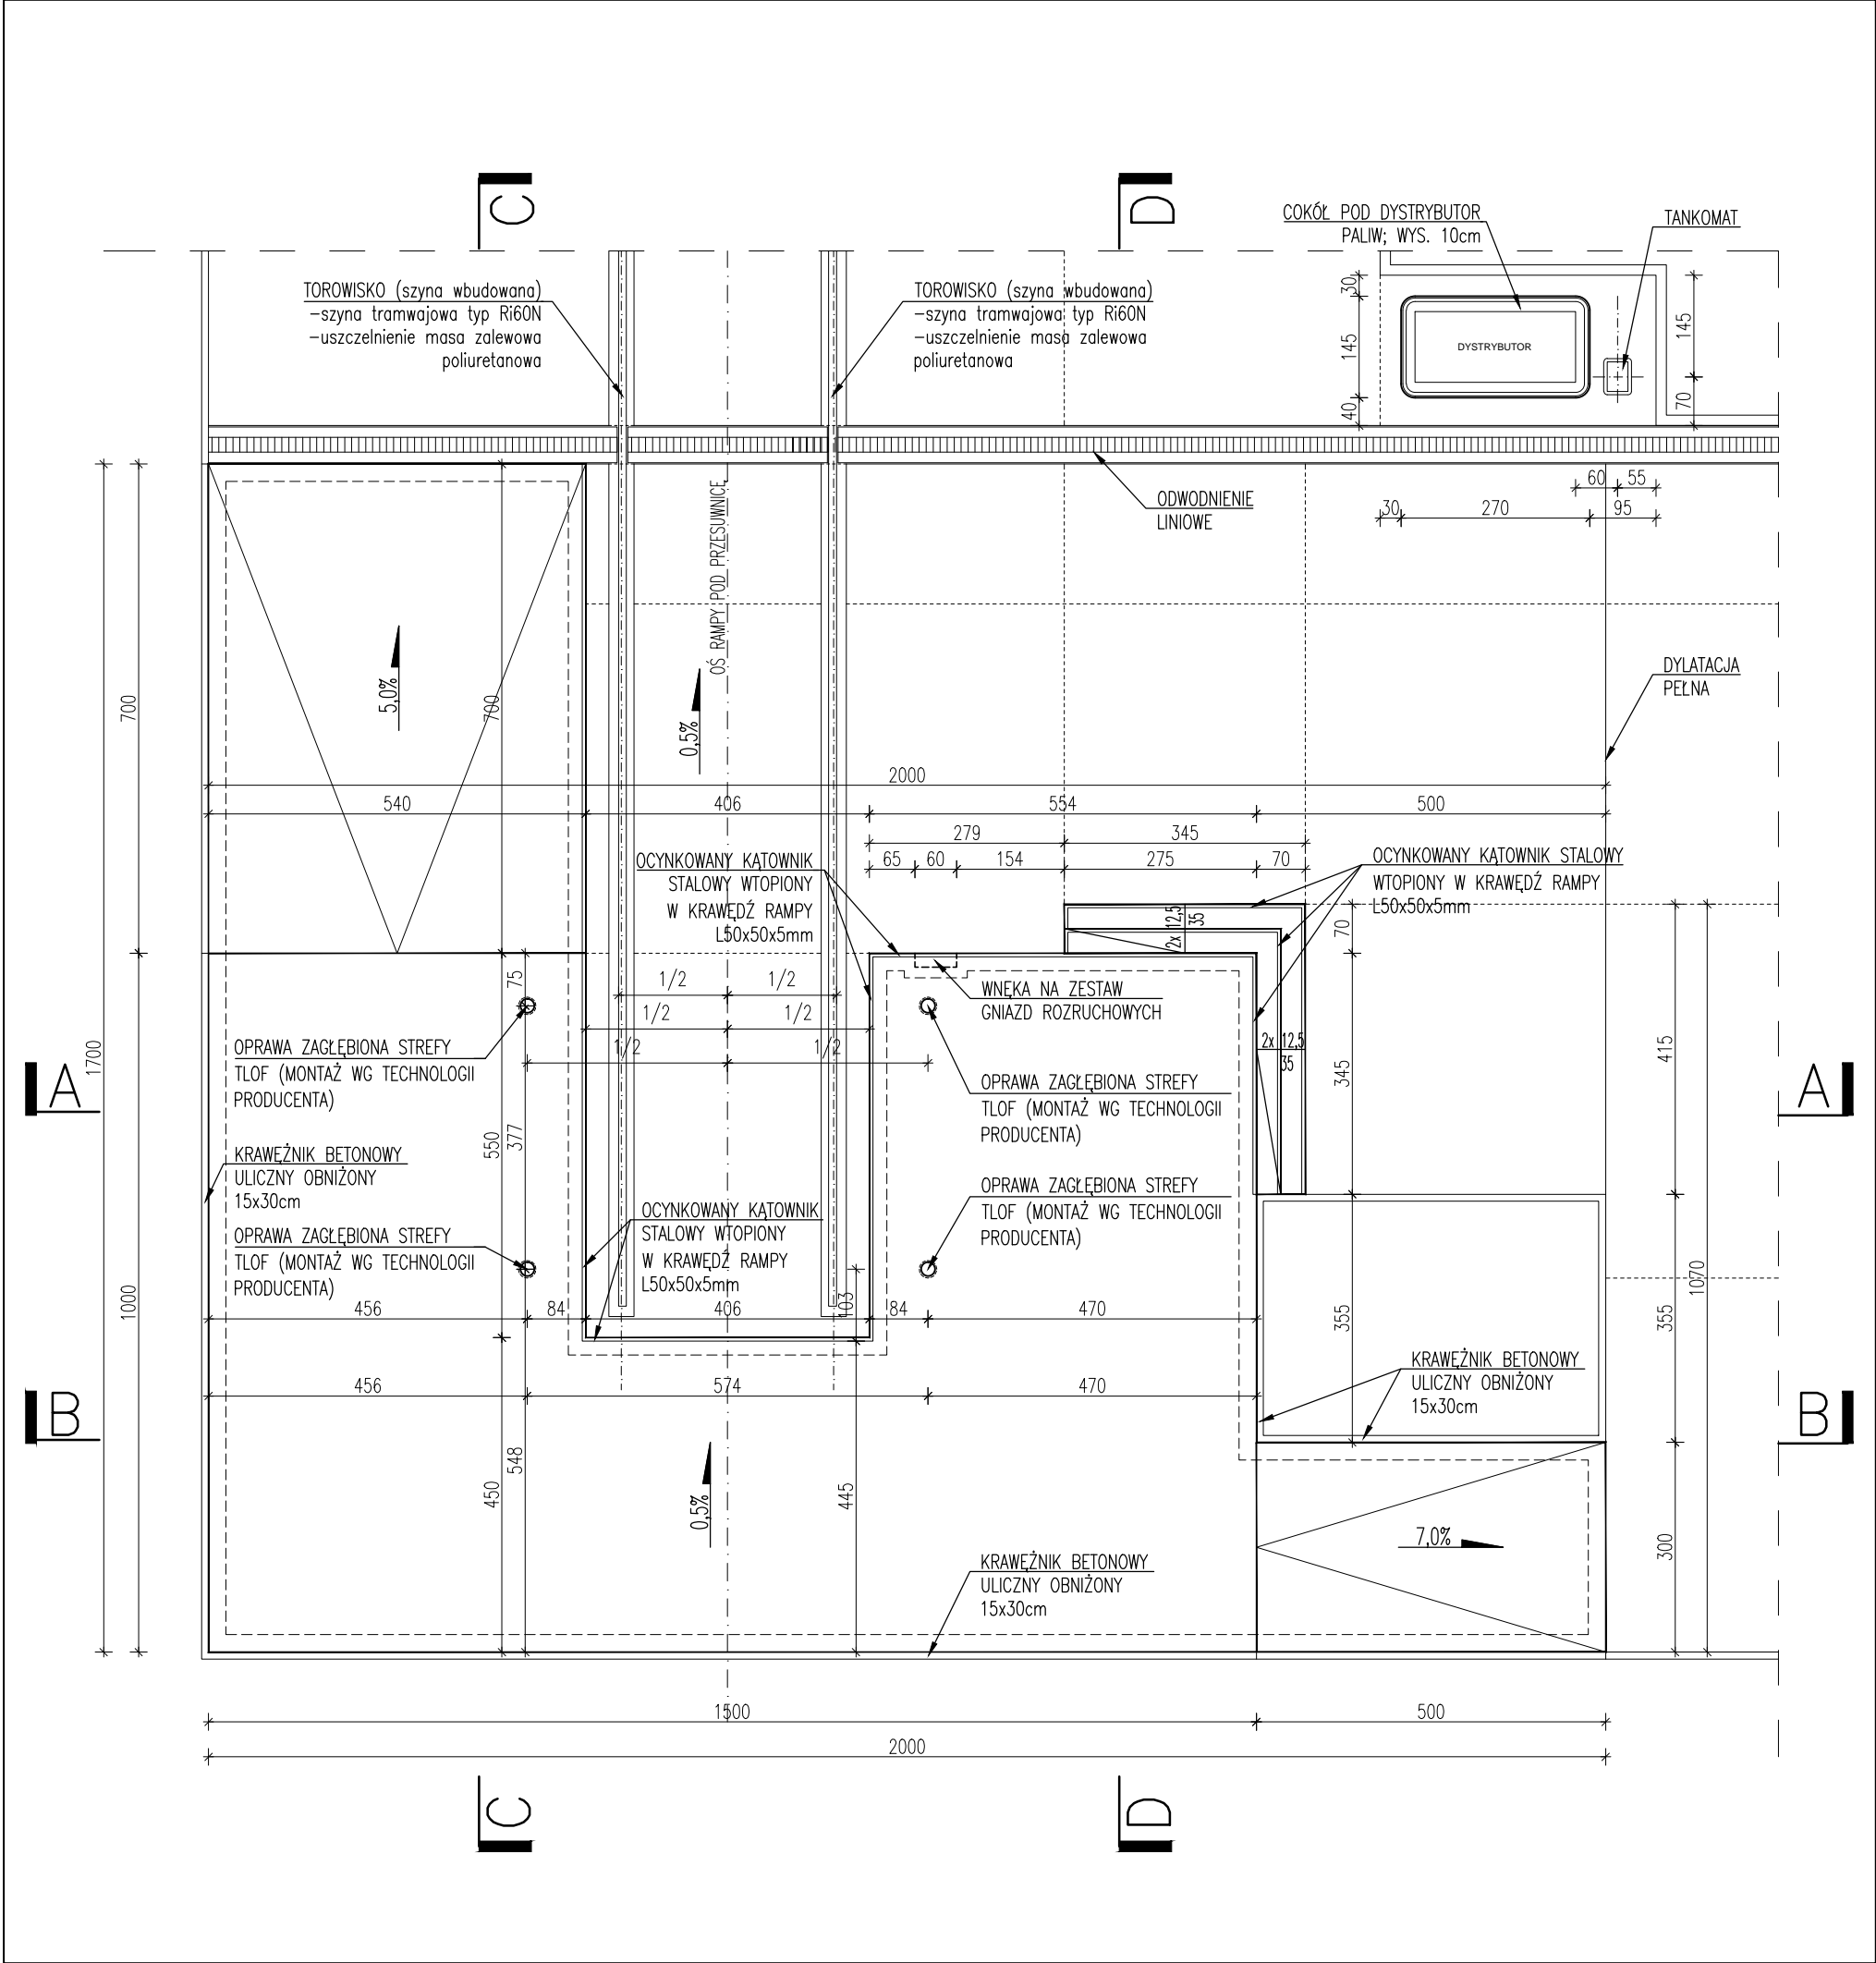 C
D
COKÓŁ POD DYSTRYBUTOR
PALIW; WYS. 10cm
TANKOMAT
TOROWISKO (szyna wbudowana)
-szyna tramwajowa typ Ri60N
-uszczelnienie masa zalewowa
poliuretanowa
TOROWISKO (szyna wbudowana)
-szyna tramwajowa typ Ri60N
-uszczelnienie masa zalewowa
poliuretanowa
30
145
40
DYSTRYBUTOR
145
70
ODWODNIENIE
LINIOWE
60
55
30
270
95
OŚ RAMPY POD PRZESUWNICĘ
5,0%
700
700
0,5%
DYLATACJA
PEŁNA
2000
540
406
554
500
279
345
65
60
154
275
70
OCYNKOWANY KĄTOWNIK
STALOWY WTOPIONY
W KRAWĘDŹ RAMPY
L50x50x5mm
OCYNKOWANY KĄTOWNIK STALOWY
WTOPIONY W KRAWĘDŹ RAMPY
L50x50x5mm
2x 12,5
35
70
75
1/2
1/2
1/2
1/2
1/2
1/2
WNĘKA NA ZESTAW
GNIAZD ROZRUCHOWYCH
OPRAWA ZAGŁĘBIONA STREFY
TLOF (MONTAŻ WG TECHNOLOGII
PRODUCENTA)
OPRAWA ZAGŁĘBIONA STREFY
TLOF (MONTAŻ WG TECHNOLOGII
PRODUCENTA)
2x 12,5
35
345
415
1700
A
A
550
377
KRAWĘŻNIK BETONOWY
ULICZNY OBNIŻONY
15x30cm
OPRAWA ZAGŁĘBIONA STREFY
TLOF (MONTAŻ WG TECHNOLOGII
PRODUCENTA)
OCYNKOWANY KĄTOWNIK
STALOWY WTOPIONY
W KRAWĘDŹ RAMPY
L50x50x5mm
OPRAWA ZAGŁĘBIONA STREFY
TLOF (MONTAŻ WG TECHNOLOGII
PRODUCENTA)
1000
456
84
406
103
84
470
355
355
1070
KRAWĘŻNIK BETONOWY
ULICZNY OBNIŻONY
15x30cm
456
574
470
B
B
450
548
0,5%
445
7,0%
300
KRAWĘŻNIK BETONOWY
ULICZNY OBNIŻONY
15x30cm
1500
500
2000
C
D